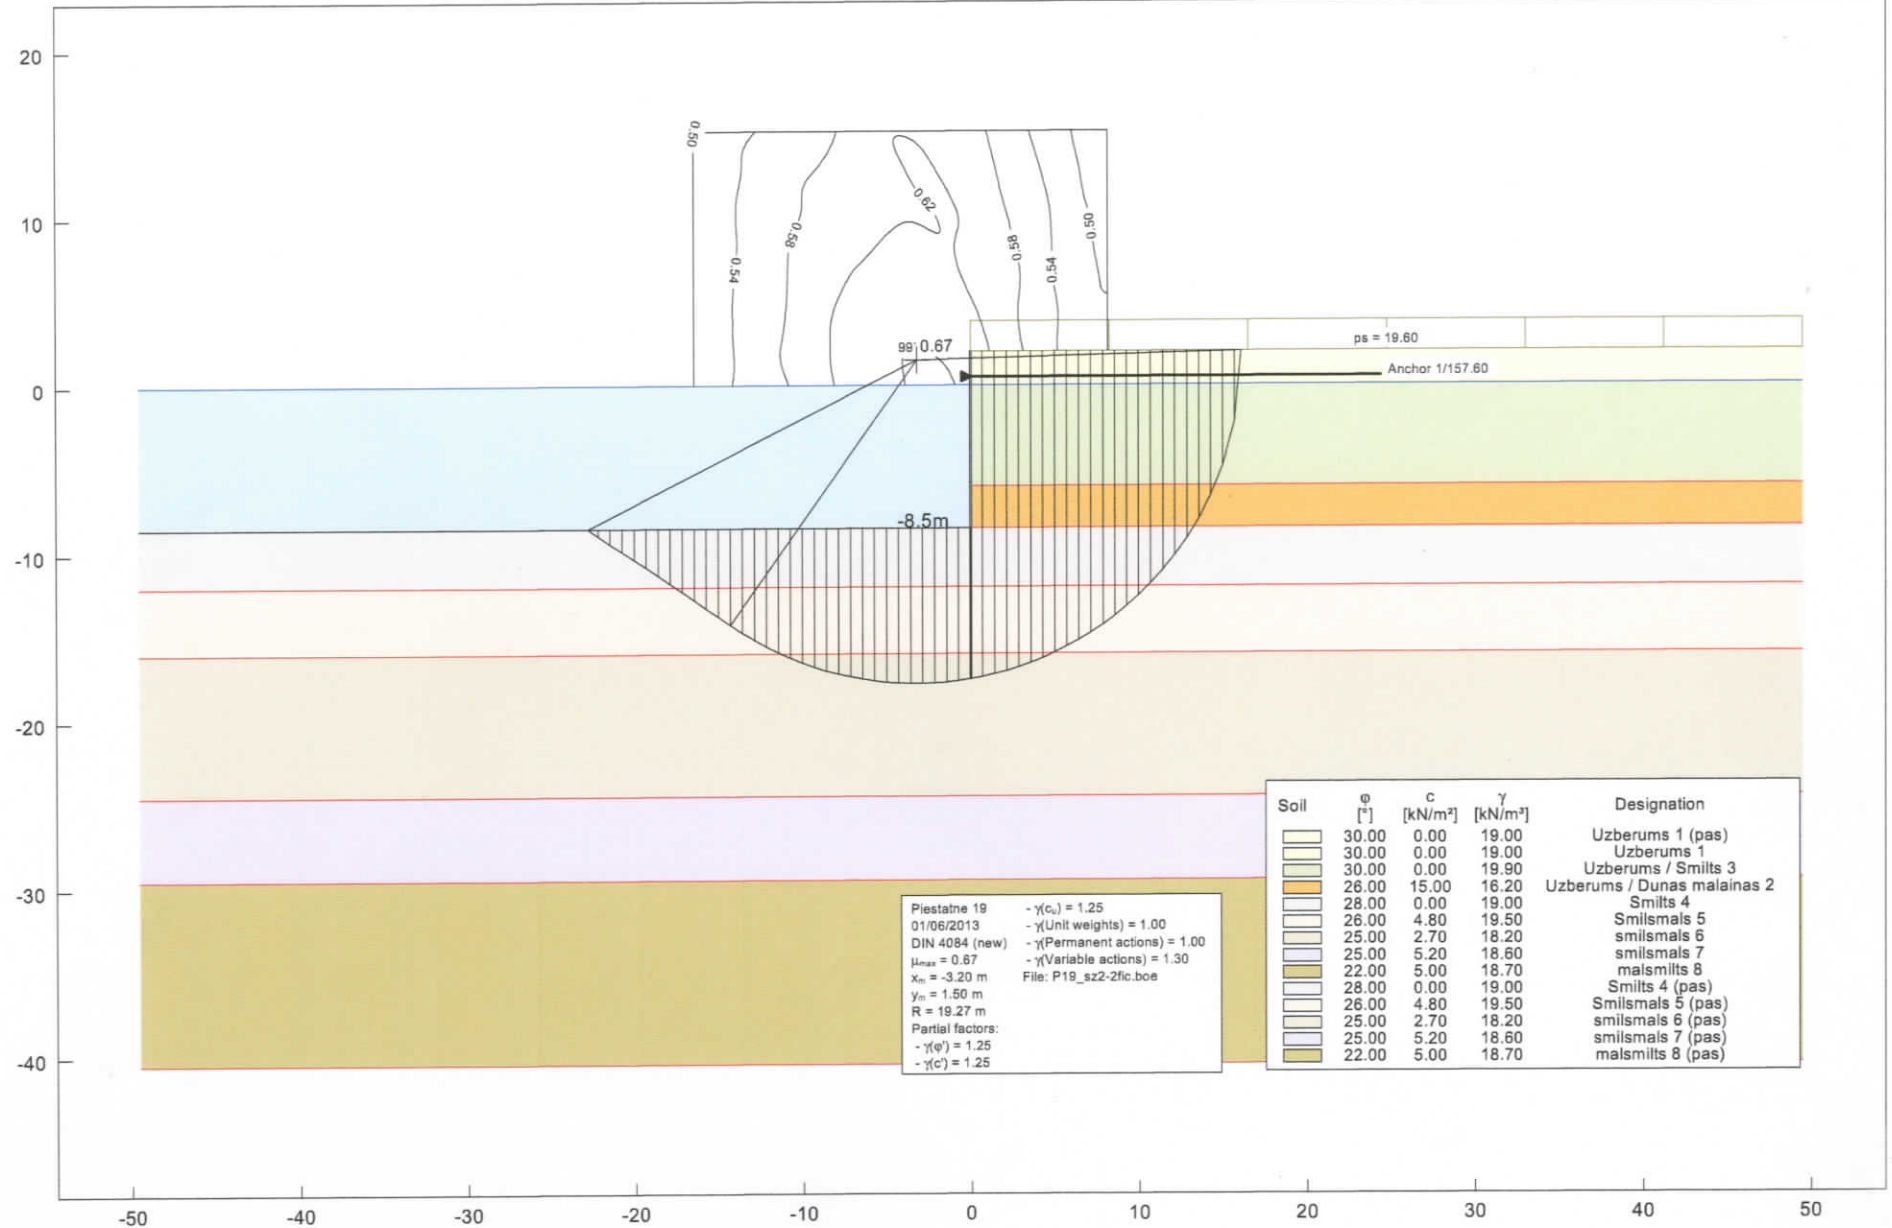 20
10
0
-10
-20
-30
-40
-50
-40
-30
-20
-10
0
10
20
30
40
50
0.50
0.54
0.58
0.62
0.58
0.54
0.50
0.66
0.67
ps = 19.60
Anchor 1/157.60
-8.5m
Piestatne 19
01/06/2013
DIN 4084 (new)
μmax = 0.67
xm = -3.20 m
ym = 1.50 m
R = 19.27 m
Partial factors:
- γ(φ') = 1.25
- γ(c') = 1.25
- γ(cu) = 1.25
- γ(Unit weights) = 1.00
- γ(Permanent actions) = 1.00
- γ(Variable actions) = 1.30
File: P19_sz2-2fic.boe
Soil φ [°] c [kN/m²] γ [kN/m³] Designation
30.00 0.00 19.00 Uzberums 1 (pas)
30.00 0.00 19.00 Uzberums 1
30.00 0.00 19.90 Uzberums / Smilts 3
26.00 15.00 16.20 Uzberums / Dunas malainas 2
28.00 0.00 19.00 Smilts 4
26.00 4.80 19.50 Smilsmals 5
25.00 2.70 18.20 smilsmals 6
25.00 5.20 18.60 smilsmals 7
22.00 5.00 18.70 malsmilts 8
28.00 0.00 19.00 Smilts 4 (pas)
26.00 4.80 19.50 Smilsmals 5 (pas)
25.00 2.70 18.20 smilsmals 6 (pas)
25.00 5.20 18.60 smilsmals 7 (pas)
22.00 5.00 18.70 malsmilts 8 (pas)